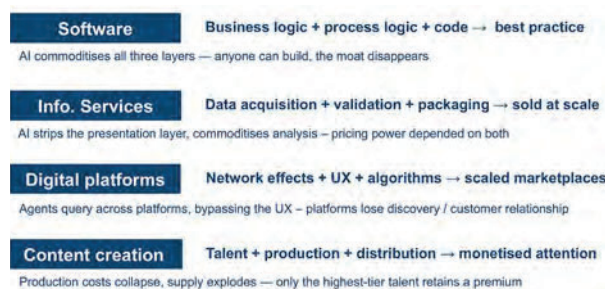 Software
Business logic + process logic + code → best practice
AI commoditises all three layers — anyone can build, the moat disappears
Info. Services
Data acquisition + validation + packaging → sold at scale
AI strips the presentation layer, commoditises analysis – pricing power depended on both
Digital platforms
Network effects + UX + algorithms → scaled marketplaces
Agents query across platforms, bypassing the UX – platforms lose discovery / customer relationship
Content creation
Talent + production + distribution → monetised attention
Production costs collapse, supply explodes — only the highest-tier talent retains a premium